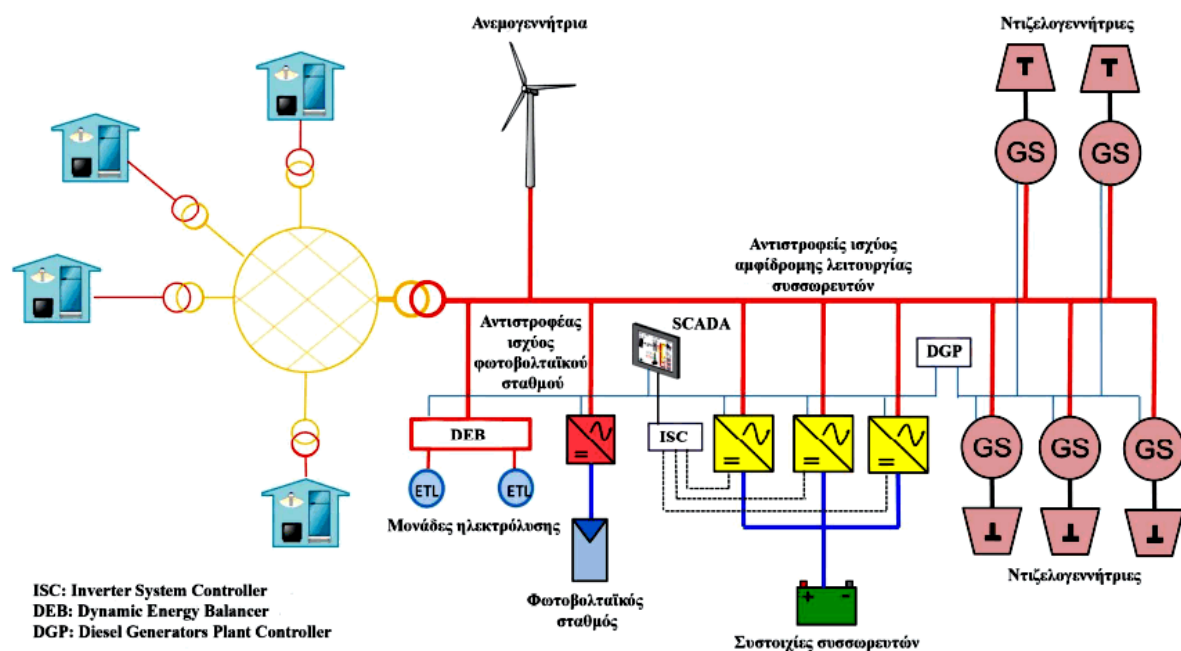 Ανεμογεννήτρια
Ντιζελογεννήτριες
T
T
GS
GS
Αντιστροφείς ισχύος
αμφίδρομης λειτουργίας
συσσωρευτών
Αντιστροφέας
ισχύος
φωτοβολταϊκού
σταθμού
SCADA
DGP
DEB
ISC
GS
GS
GS
ETL
ETL
Μονάδες ηλεκτρόλυσης
T
T
T
Ντιζελογεννήτριες
Φωτοβολταϊκός
σταθμός
+ -
Συστοιχίες συσσωρευτών
ISC: Inverter System Controller
DEB: Dynamic Energy Balancer
DGP: Diesel Generators Plant Controller